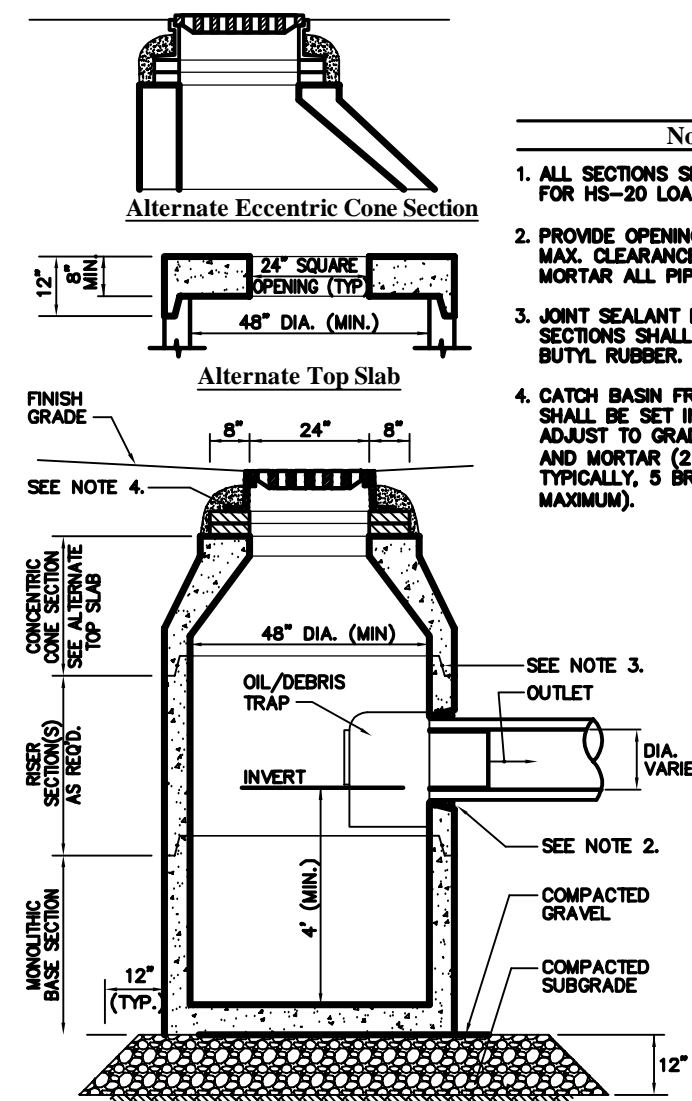 Alternate Eccentric Cone Section
12"
8"
MIN.
24" SQUARE
OPENING (TYP)
48" DIA. (MIN.)
Alternate Top Slab
1. ALL SECTIONS
FOR HS-20
2. PROVIDE
MAX. CLEARANCE
MORTAR ALL
3. JOINT SEALANT
SECTIONS SHALL
BUTYL RUBBER.
4. CATCH BASIN
SHALL BE SET
ADJUST TO
AND MORTAR (2
TYPICALLY, 5
MAXIMUM).
FINISH
GRADE
8"
24"
8"
SEE NOTE 4.
CONCENTRIC
CONE SECTION
SEE ALTERNATE
TOP SLAB
48" DIA. (MIN)
SEE NOTE 3.
OIL/DEBRIS
TRAP
OUTLET
RISER
SECTION(S)
AS REQ'D.
INVERT
DIA.
SEE NOTE 2.
4' (MIN.)
MONOLITHIC
BASE SECTION
COMPACTED
GRAVEL
12"
(TYP.)
COMPACTED
SUBGRADE
12"